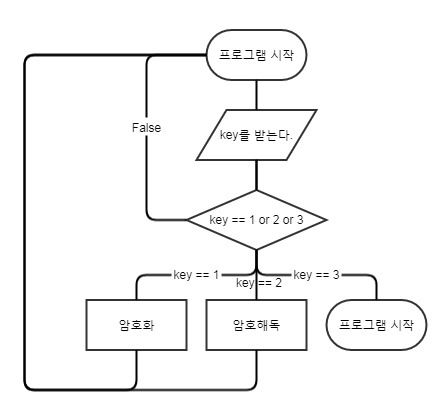 프로그램 시작
key를 받는다.
False
key == 1 or 2 or 3
key == 1
key == 2
key == 3
암호화
암호해독
프로그램 시작